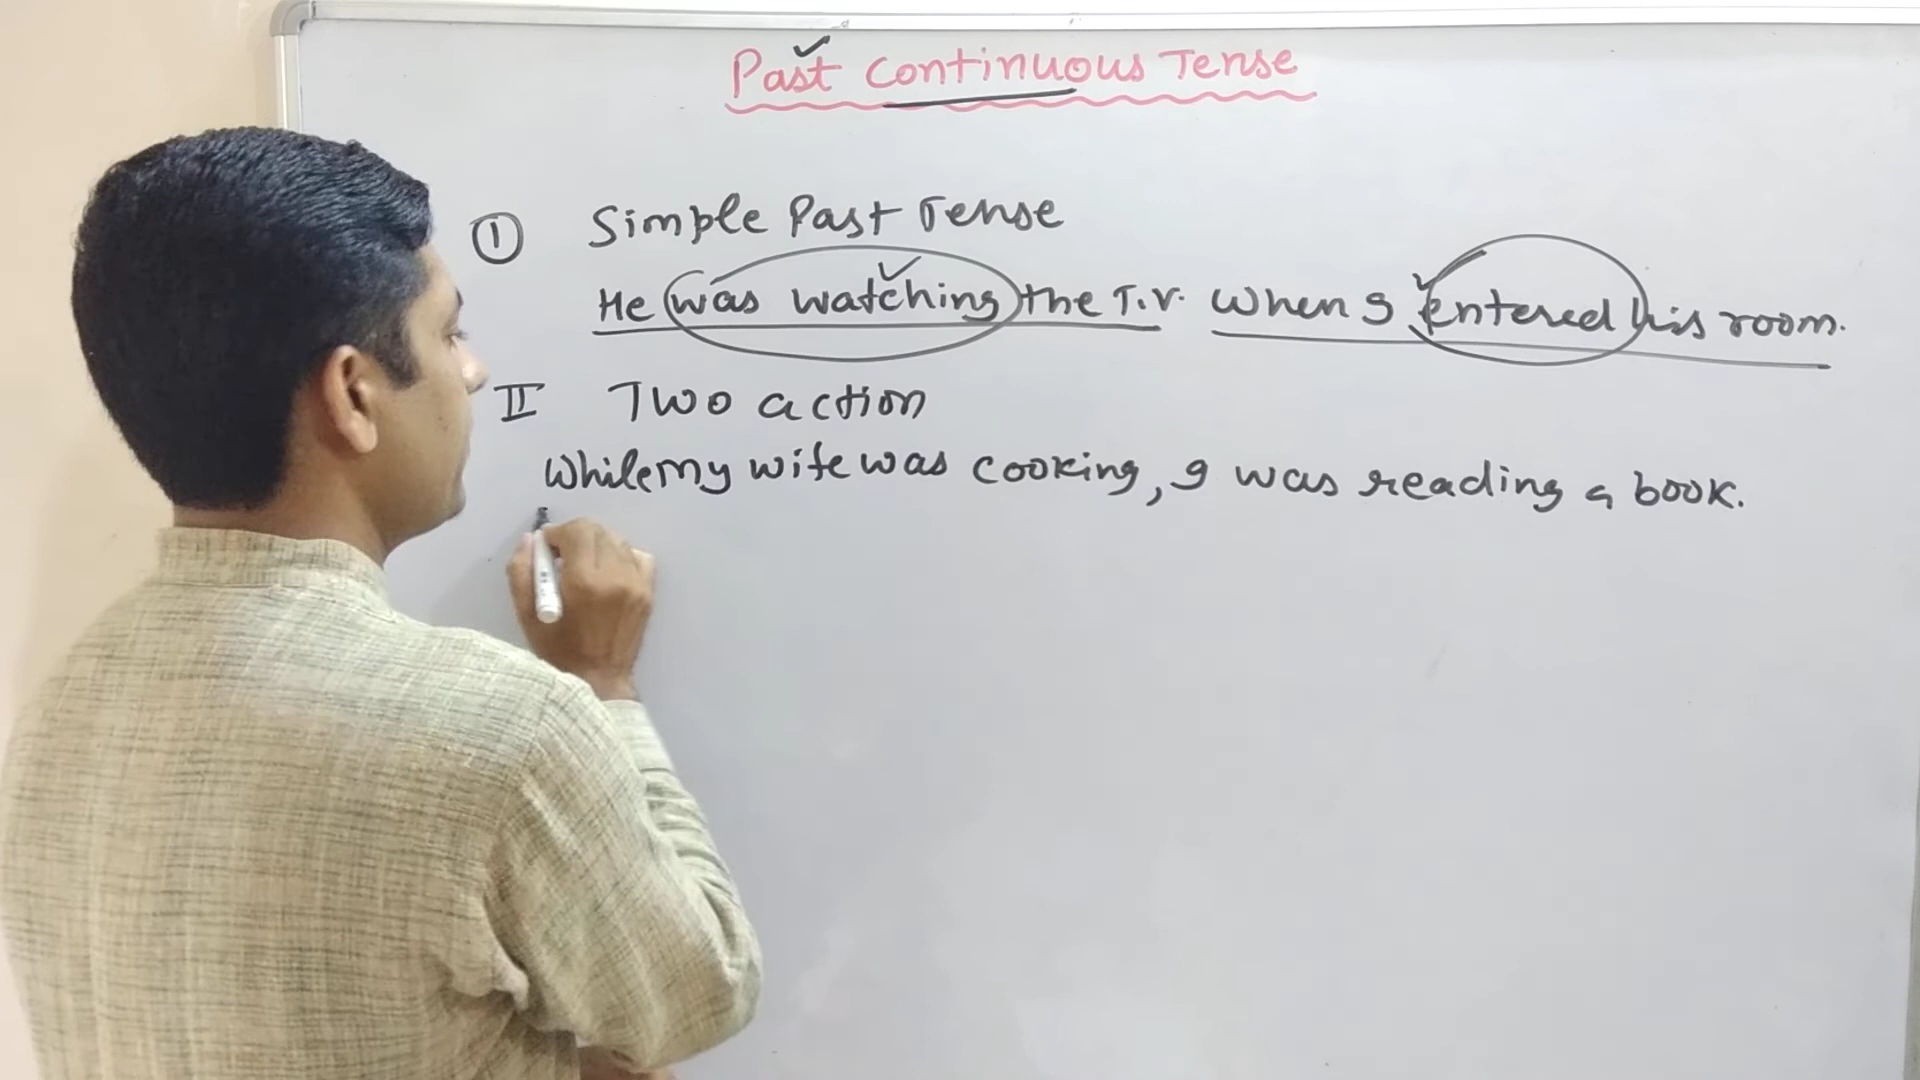 Past Continuous Tense
① Simple Past Tense
He was watching the T.V. when I entered his room.
II Two action
While my wife was cooking, I was reading a book.